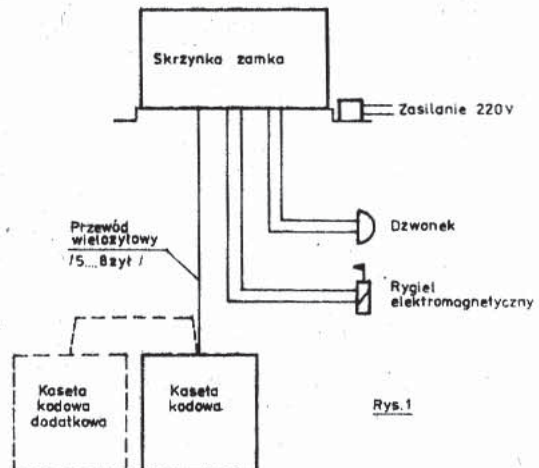 Skrzynka zamka
Zasilanie 220V
Przewód
wielożyłowy
/5...8żył /
Dzwonek
Rygiel
elektromagnetyczny
Kaseta
kodowa
dodatkowa
Kaseta
kodowa
Rys.1